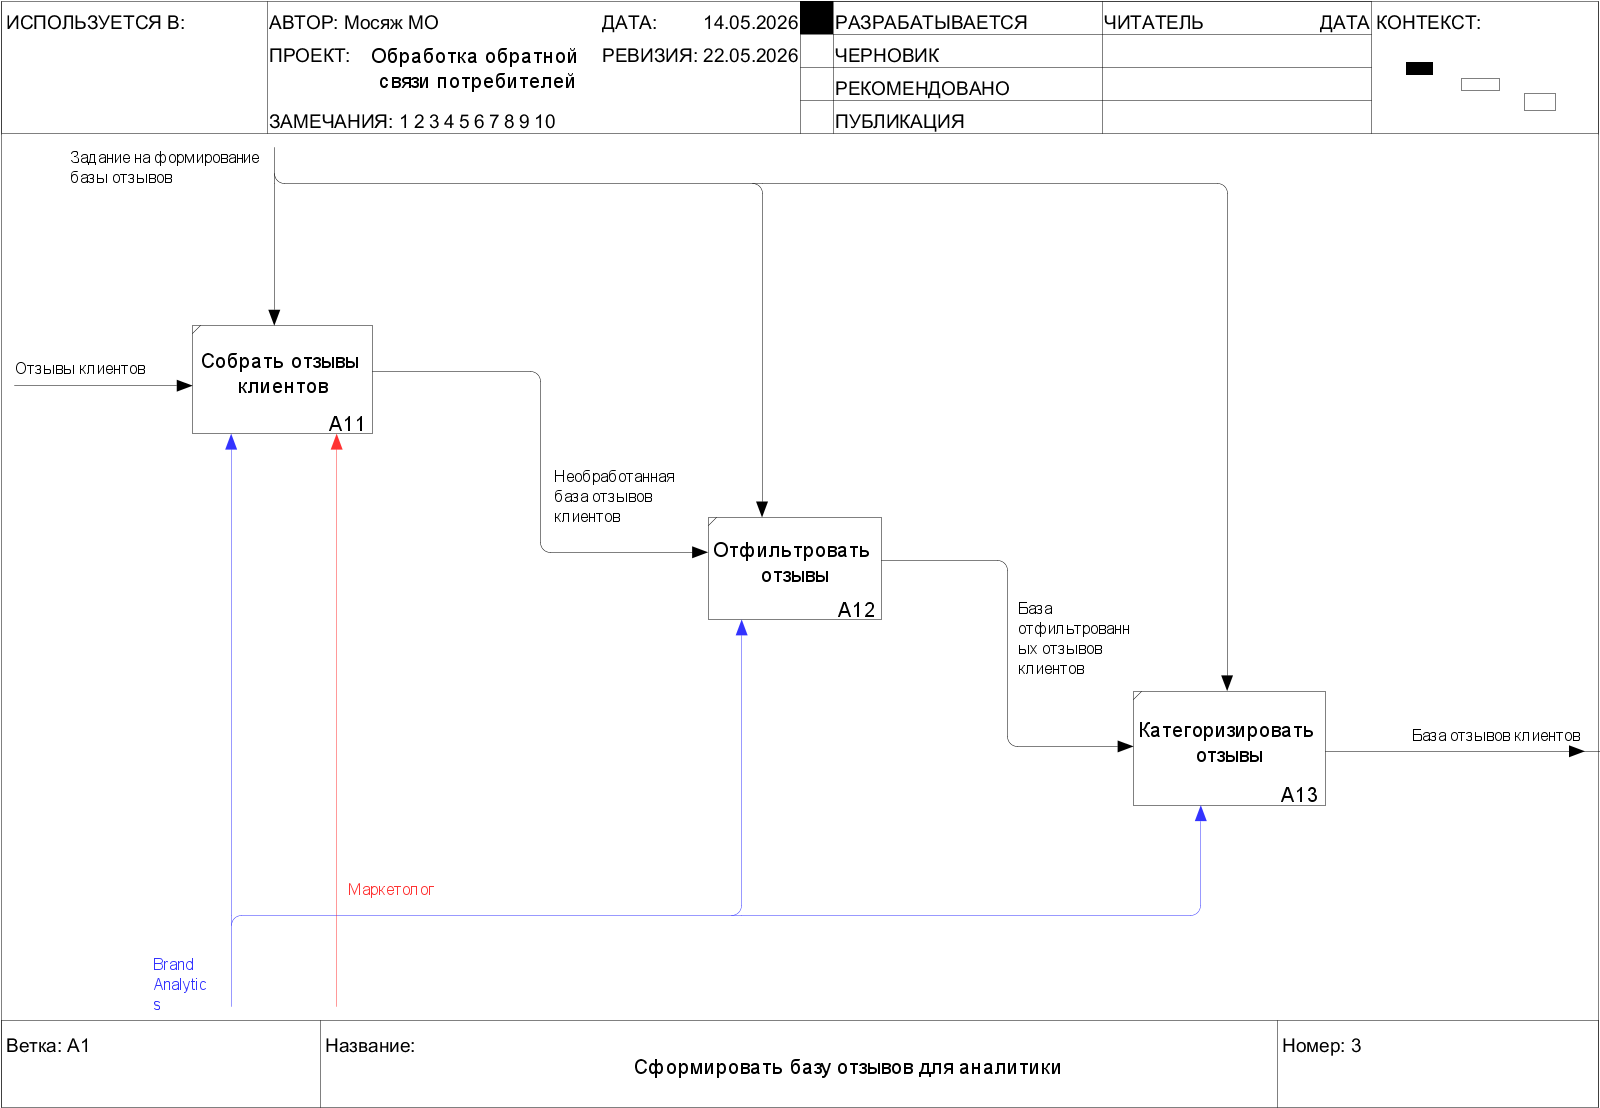 ИСПОЛЬЗУЕТСЯ В:
АВТОР: Мосяж МО
ДАТА: 14.05.2026
РАЗРАБАТЫВАЕТСЯ
ЧИТАТЕЛЬ
ДАТА
КОНТЕКСТ:
ПРОЕКТ: Обработка обратной
связи потребителей
РЕВИЗИЯ: 22.05.2026
ЧЕРНОВИК
РЕКОМЕНДОВАНО
ЗАМЕЧАНИЯ: 1 2 3 4 5 6 7 8 9 10
ПУБЛИКАЦИЯ
Задание на формирование
базы отзывов
Отзывы клиентов
Собрать отзывы
клиентов
A11
Необработанная
база отзывов
клиентов
Отфильтровать
отзывы
A12
База
отфильтрованн
ых отзывов
клиентов
Категоризировать
отзывы
A13
База отзывов клиентов
Маркетолог
Brand
Analytic
s
Ветка: A1
Название:
Сформировать базу отзывов для аналитики
Номер: 3